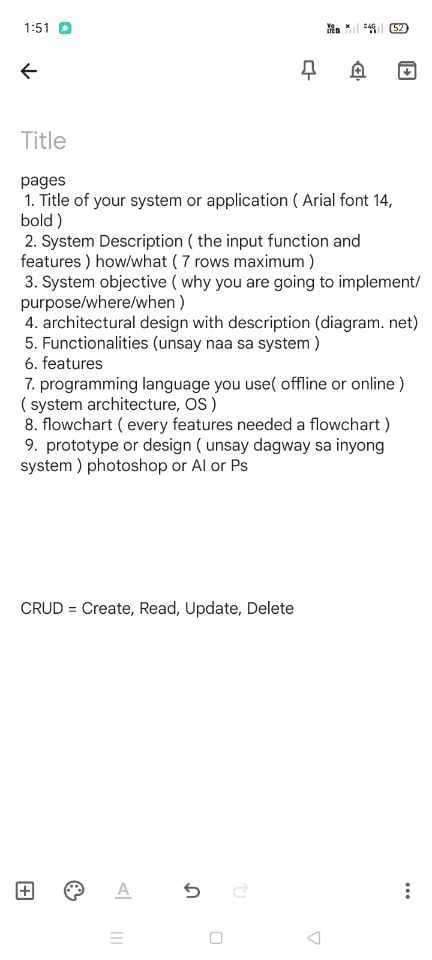 1:51
52
Title
pages
1. Title of your system or application ( Arial font 14,
bold )
2. System Description ( the input function and
features ) how/what ( 7 rows maximum )
3. System objective ( why you are going to implement/
purpose/where/when )
4. architectural design with description (diagram. net)
5. Functionalities (unsay naa sa system )
6. features
7. programming language you use( offline or online )
( system architecture, OS )
8. flowchart ( every features needed a flowchart )
9.  prototype or design ( unsay dagway sa inyong
system ) photoshop or AI or Ps
CRUD = Create, Read, Update, Delete
A